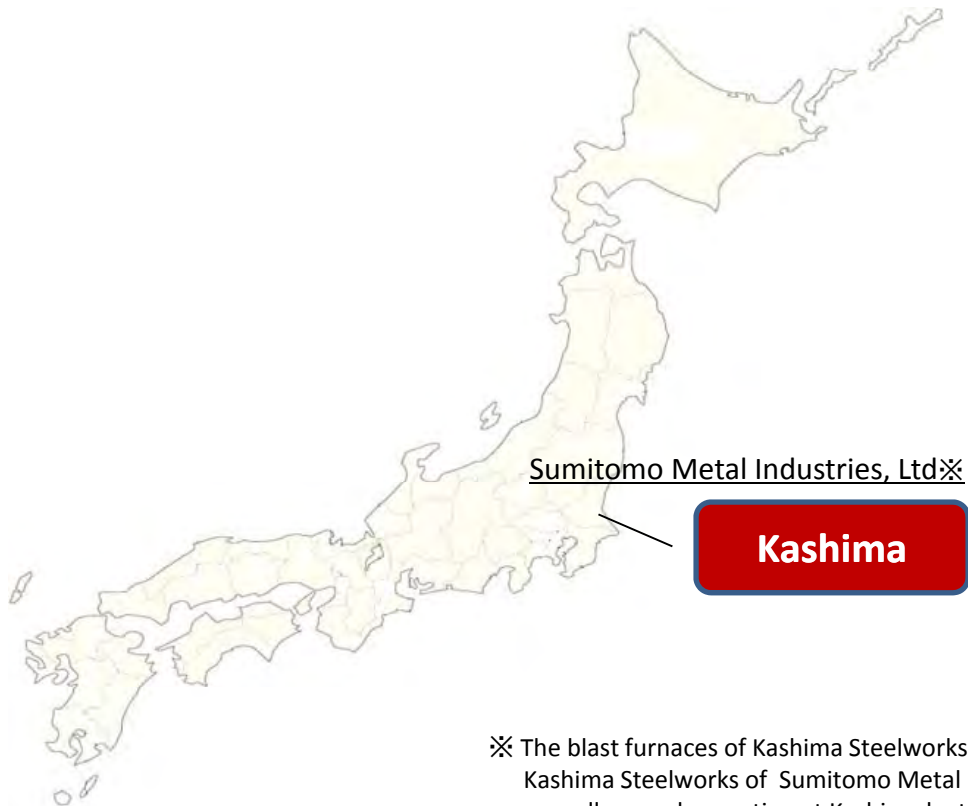 Sumitomo Metal Industries, Ltd※
Kashima
※ The blast furnaces of Kashima Steelworks
Kashima Steelworks of Sumitomo Metal